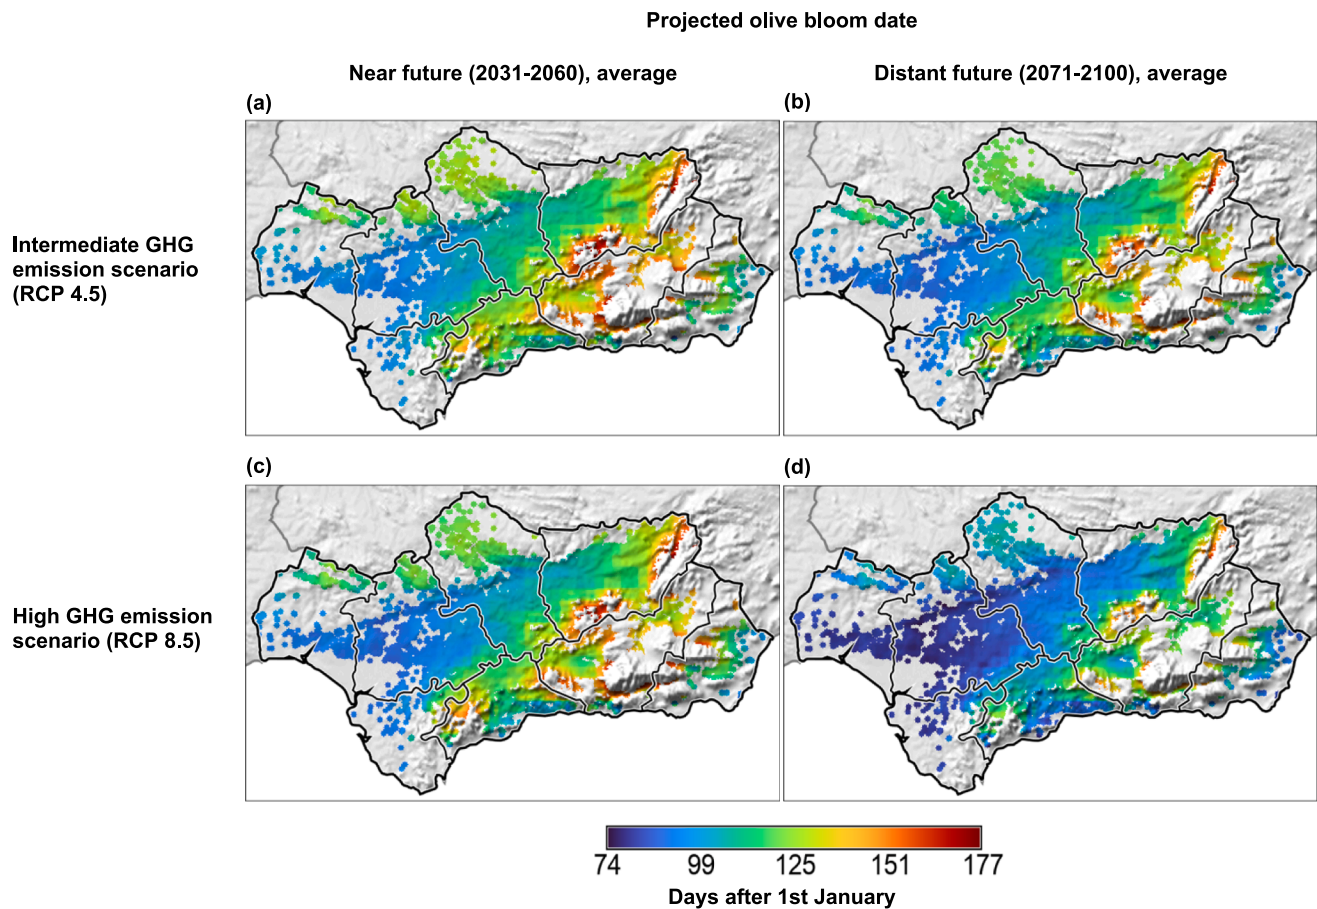 Projected olive bloom date
Near future (2031-2060), average
Distant future (2071-2100), average
(a)
(b)
Intermediate GHG
emission scenario
(RCP 4.5)
(c)
(d)
High GHG emission
scenario (RCP 8.5)
74 99 125 151 177
Days after 1st January